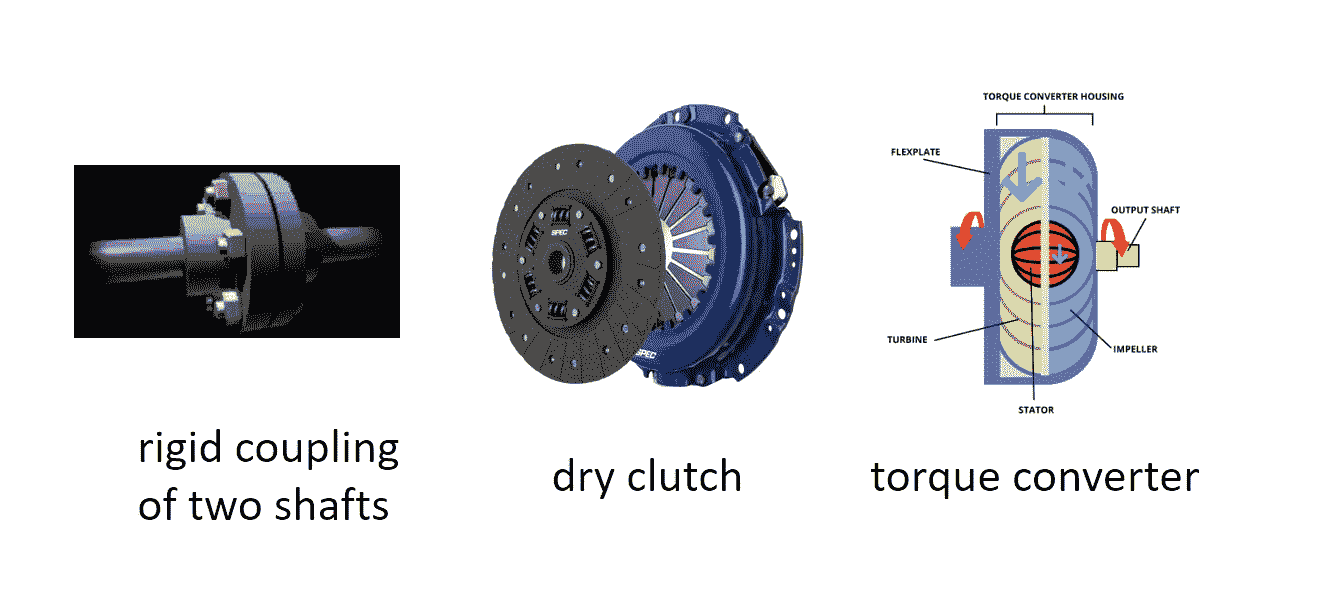 TORQUE CONVERTER HOUSING
FLEXPLATE
OUTPUT SHAFT
TURBINE
IMPELLER
STATOR
SPEC
SPEC
rigid coupling
of two shafts
dry clutch
torque converter